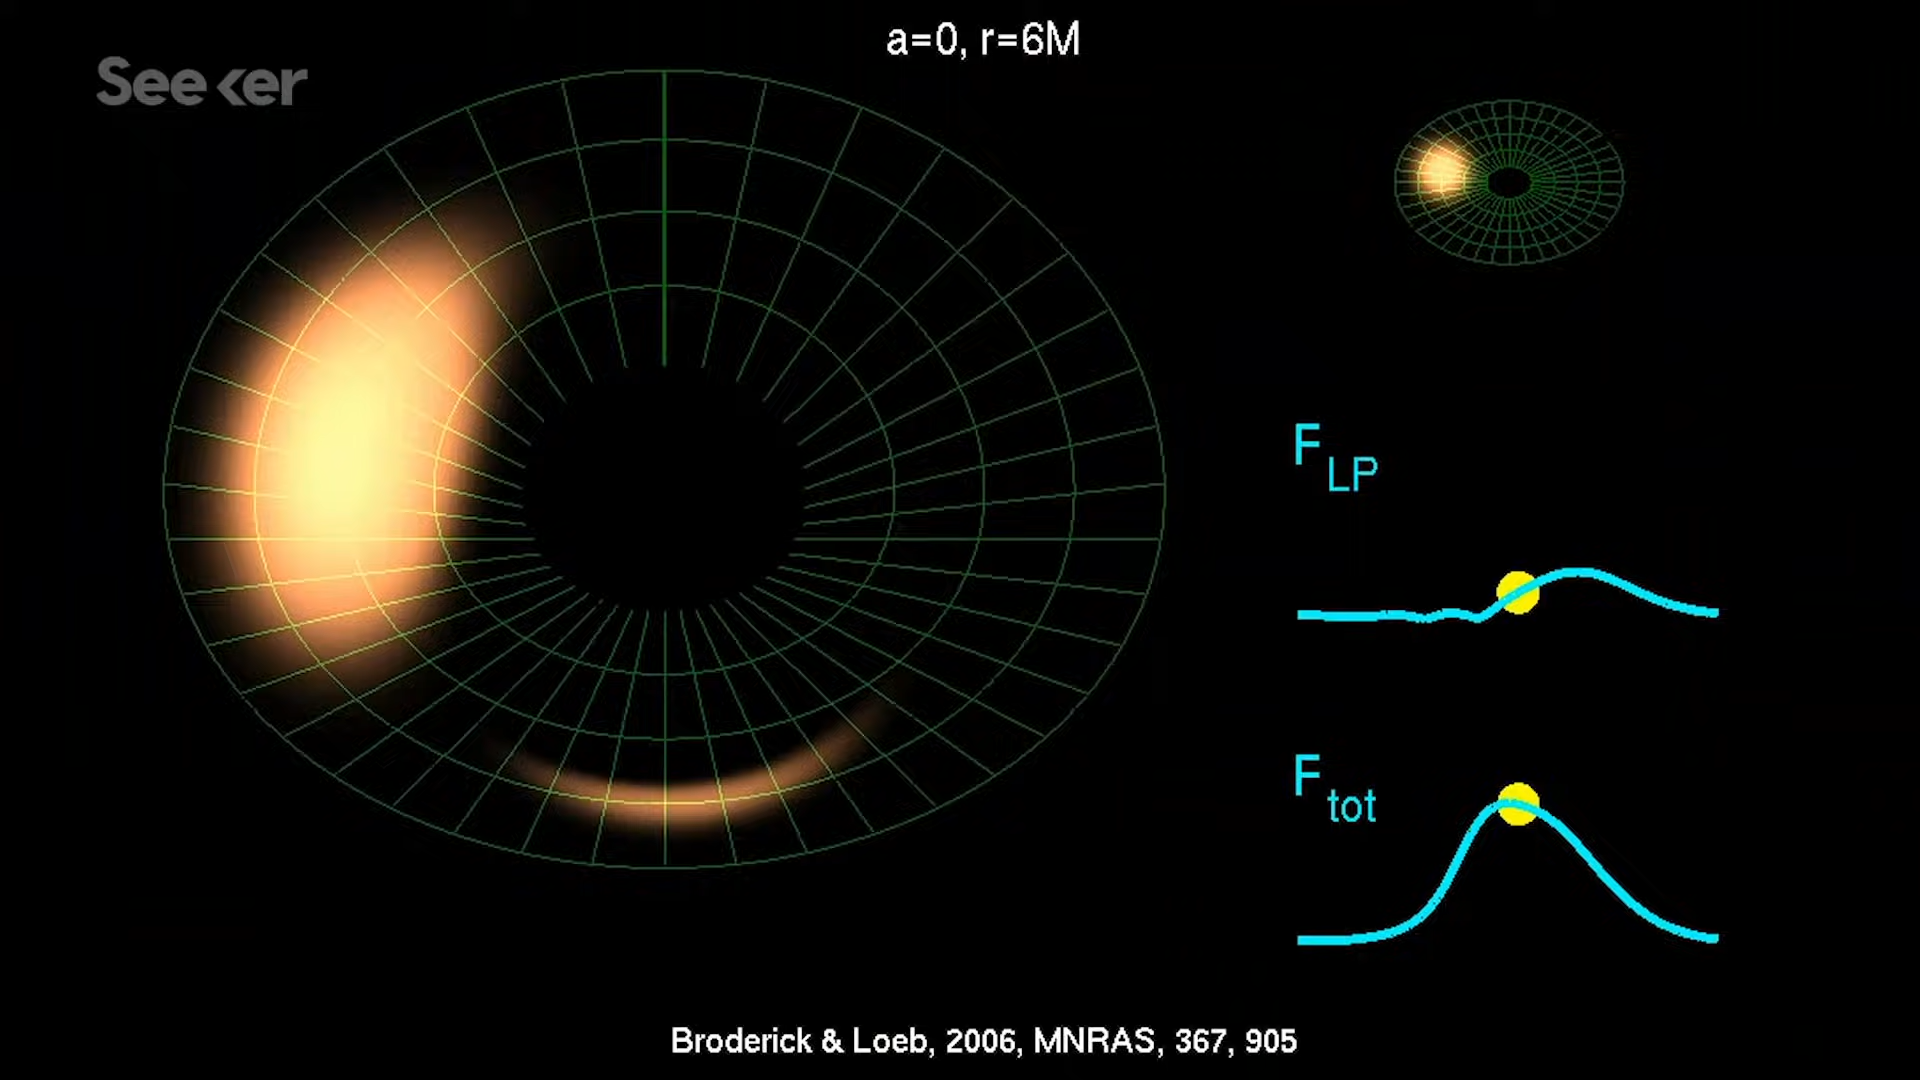 a=0, r=6M
Seeker
F LP
F tot
Broderick & Loeb, 2006, MNRAS, 367, 905